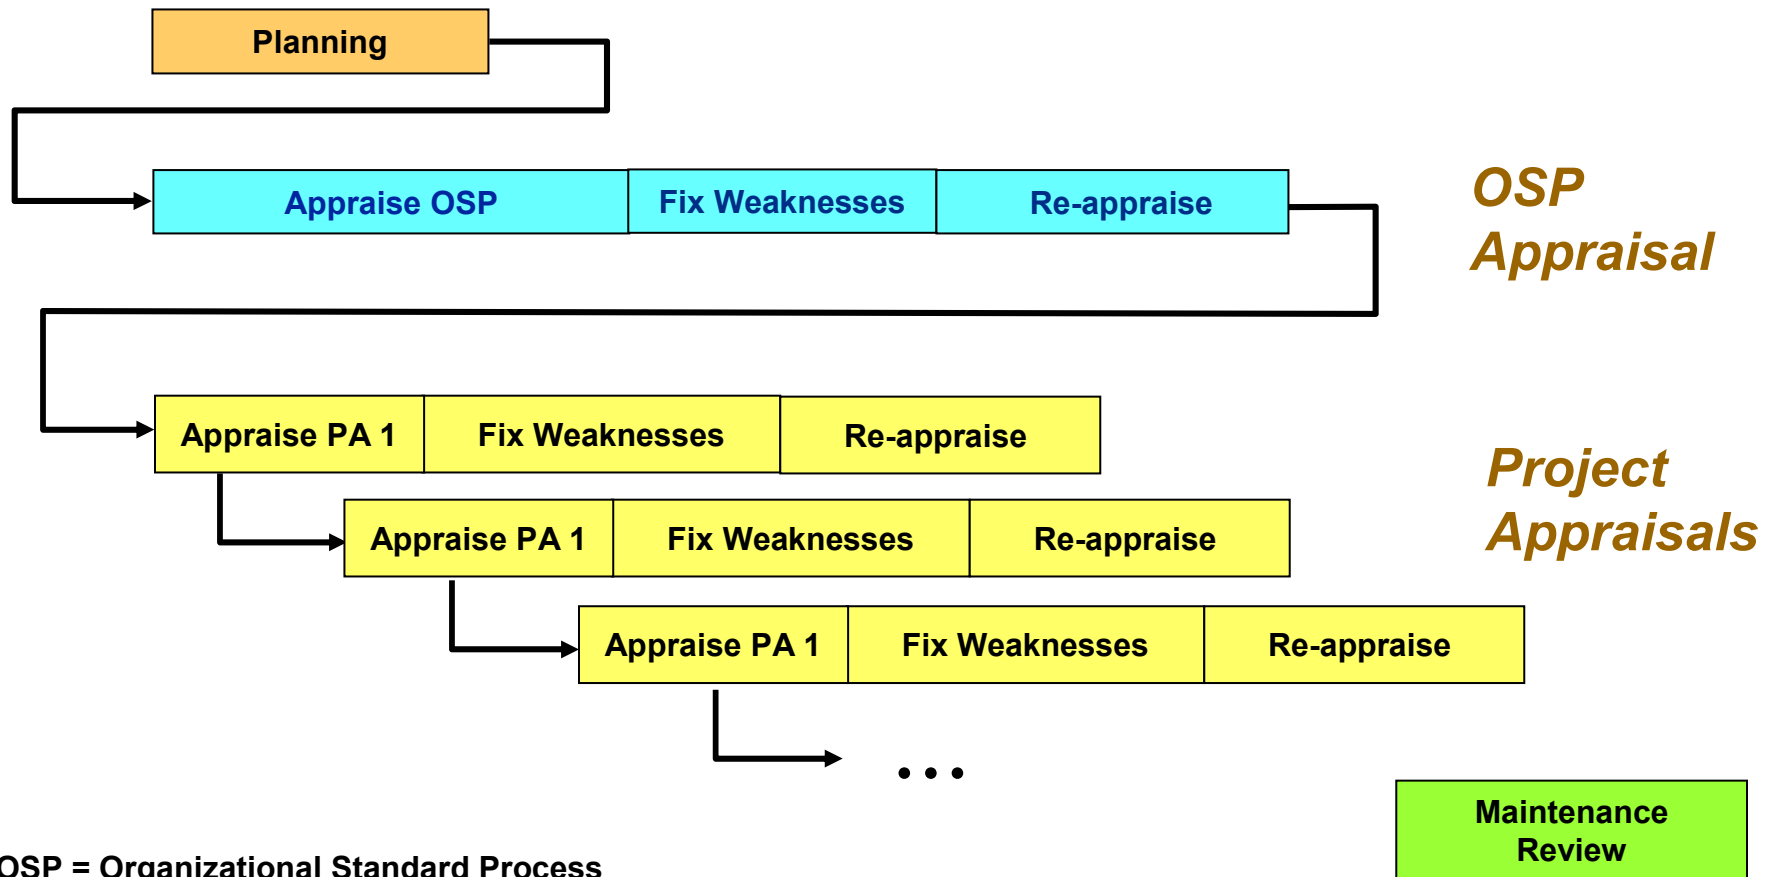 Planning
Appraise OSP Fix Weaknesses Re-appraise
OSP
Appraisal
Appraise PA 1 Fix Weaknesses Re-appraise
Project
Appraisals
Appraise PA 1 Fix Weaknesses Re-appraise
Appraise PA 1 Fix Weaknesses Re-appraise
...
Maintenance
Review
OSP = Organizational Standard Process